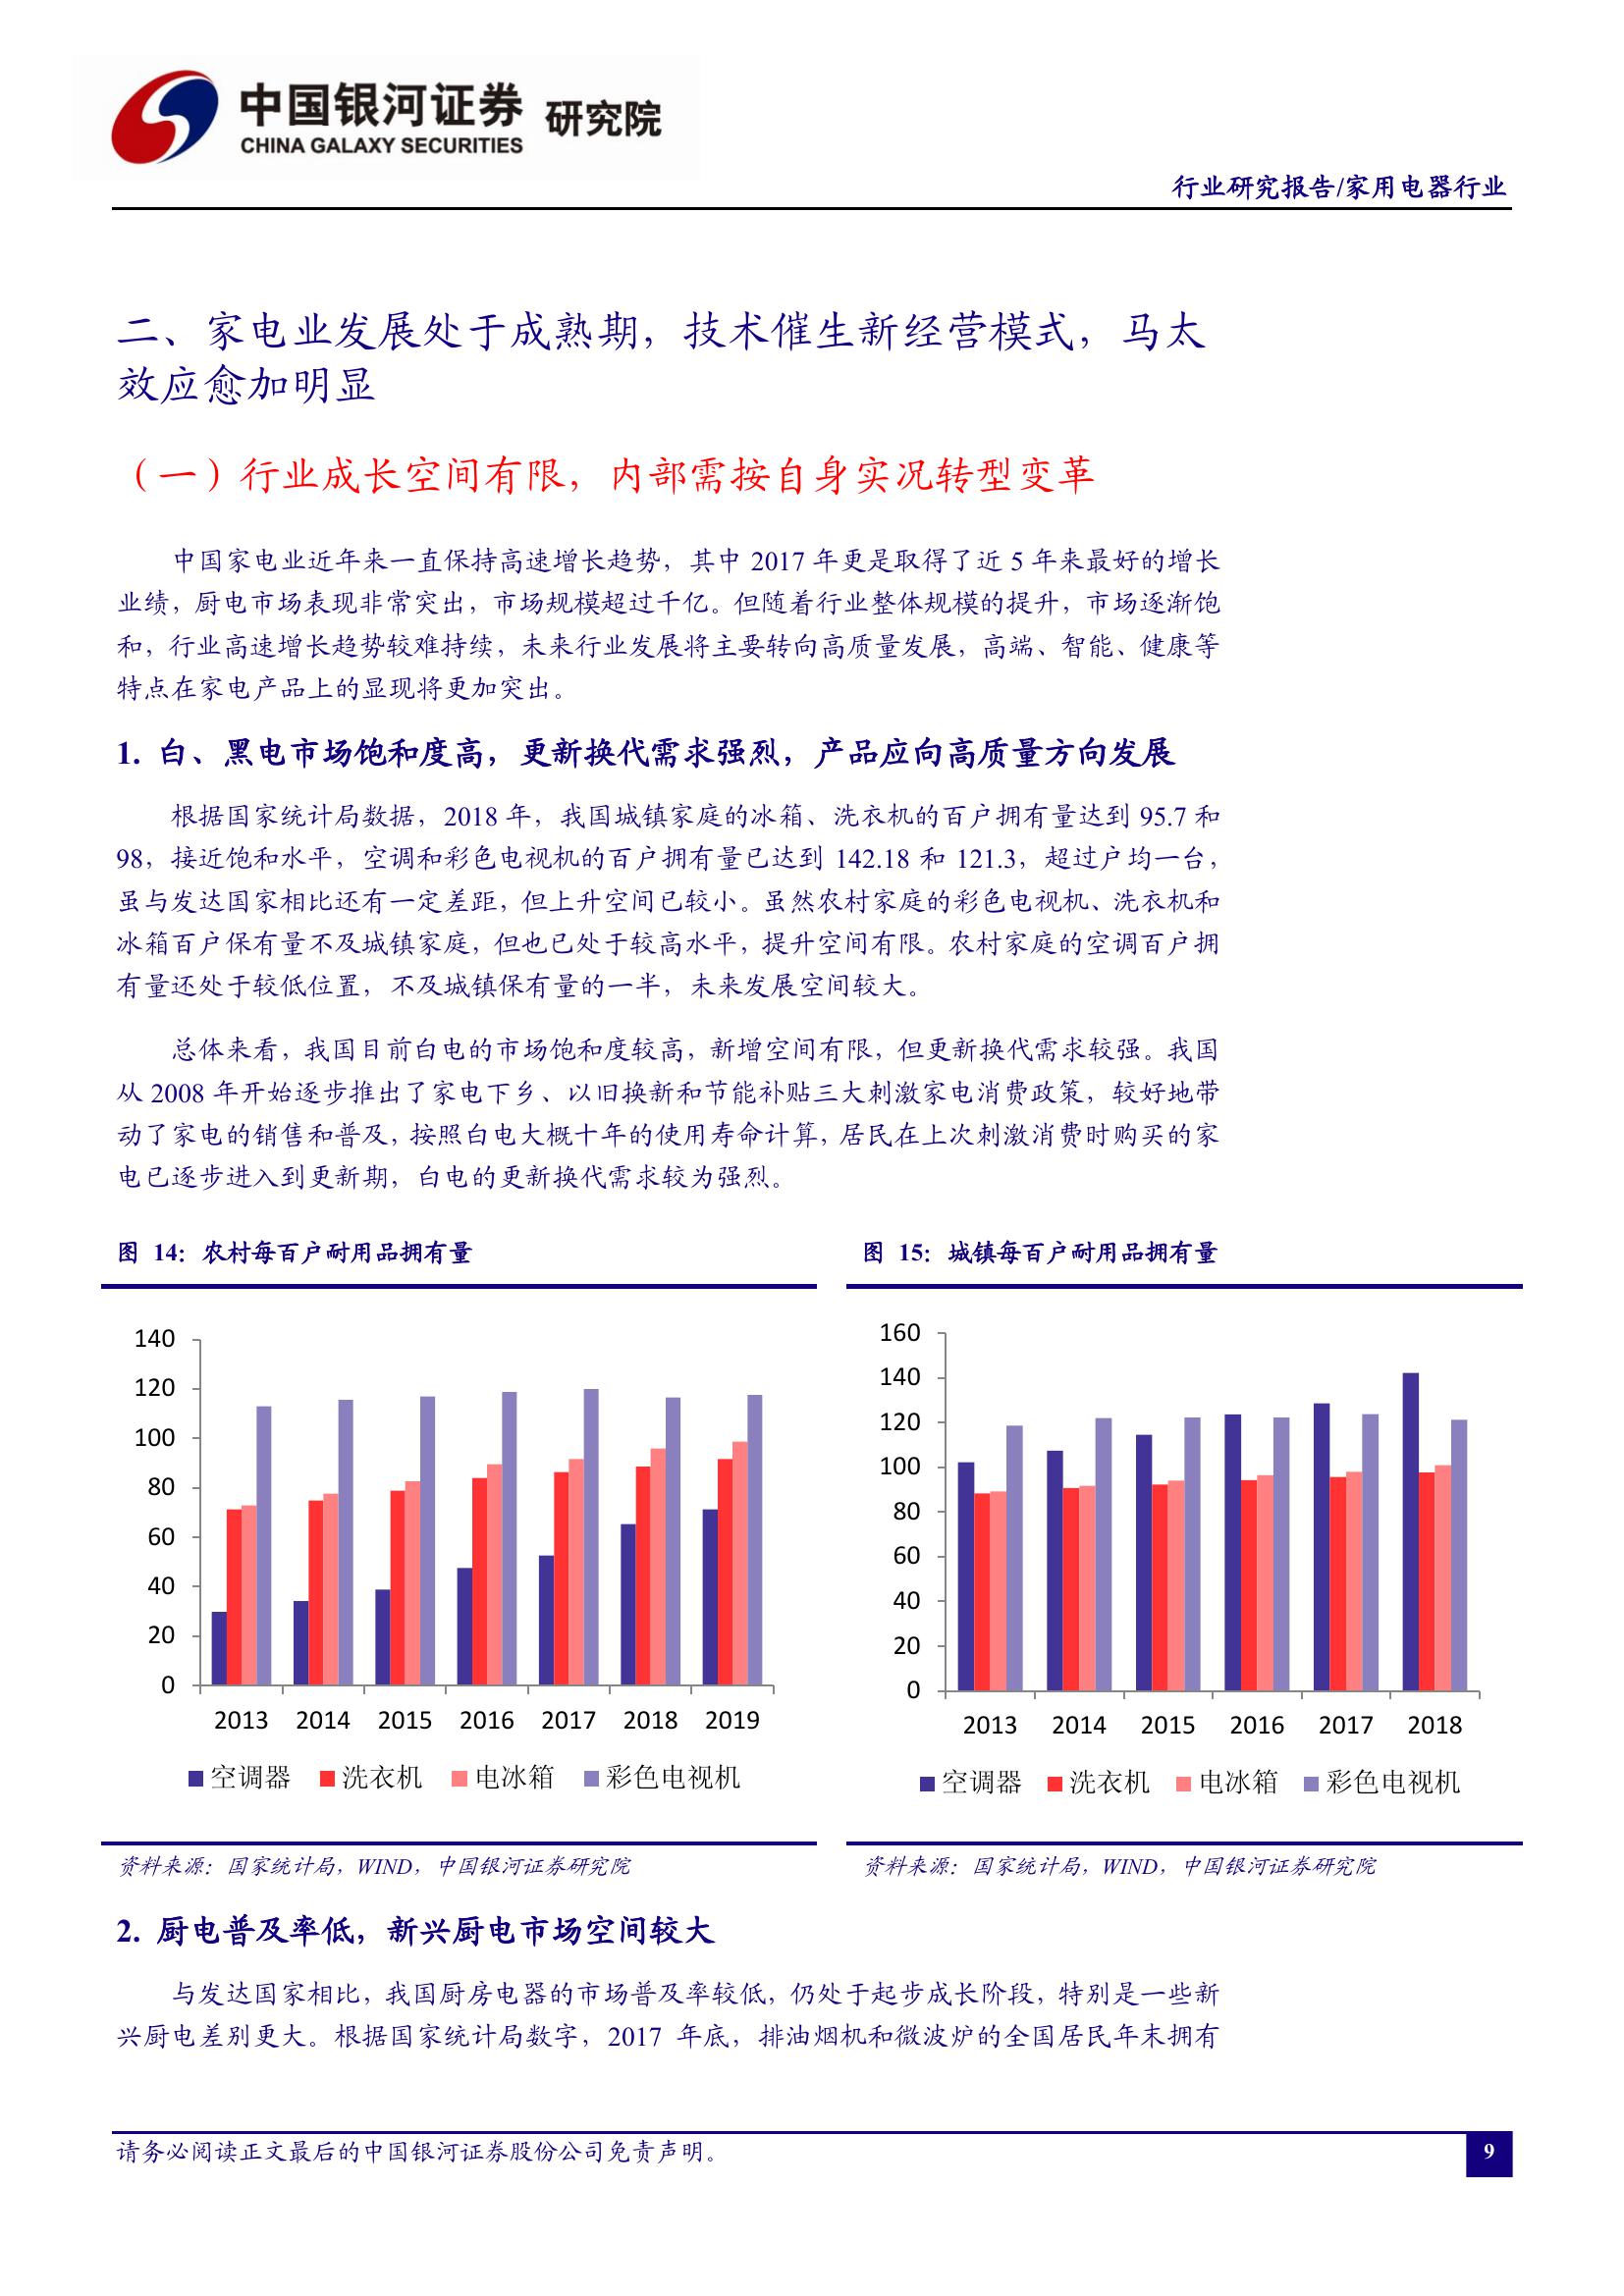 中国银河证券 研究院
CHINA GALAXY SECURITIES
行业研究报告/家用电器行业
二、家电业发展处于成熟期，技术催生新经营模式，马太
效应愈加明显
（一）行业成长空间有限，内部需按自身实况转型变革
中国家电业近年来一直保持高速增长趋势，其中 2017 年更是取得了近 5 年来最好的增长
业绩，厨电市场表现非常突出，市场规模超过千亿。但随着行业整体规模的提升，市场逐渐饱
和，行业高速增长趋势较难持续，未来行业发展将主要转向高质量发展，高端、智能、健康等
特点在家电产品上的显现将更加突出。
1. 白、黑电市场饱和度高，更新换代需求强烈，产品应向高质量方向发展
根据国家统计局数据，2018 年，我国城镇家庭的冰箱、洗衣机的百户拥有量达到 95.7 和
98，接近饱和水平，空调和彩色电视机的百户拥有量已达到 142.18 和 121.3，超过户均一台，
虽与发达国家相比还有一定差距，但上升空间已较小。虽然农村家庭的彩色电视机、洗衣机和
冰箱百户保有量不及城镇家庭，但也已处于较高水平，提升空间有限。农村家庭的空调百户拥
有量还处于较低位置，不及城镇保有量的一半，未来发展空间较大。
总体来看，我国目前白电的市场饱和度较高，新增空间有限，但更新换代需求较强。我国
从 2008 年开始逐步推出了家电下乡、以旧换新和节能补贴三大刺激家电消费政策，较好地带
动了家电的销售和普及，按照白电大概十年的使用寿命计算，居民在上次刺激消费时购买的家
电已逐步进入到更新期，白电的更新换代需求较为强烈。
图 14：农村每百户耐用品拥有量
140
120
100
80
60
40
20
0
2013 2014 2015 2016 2017 2018 2019
空调器 洗衣机 电冰箱 彩色电视机
资料来源：国家统计局，WIND，中国银河证券研究院
图 15：城镇每百户耐用品拥有量
160
140
120
100
80
60
40
20
0
2013 2014 2015 2016 2017 2018
空调器 洗衣机 电冰箱 彩色电视机
资料来源：国家统计局，WIND，中国银河证券研究院
2. 厨电普及率低，新兴厨电市场空间较大
与发达国家相比，我国厨房电器的市场普及率较低，仍处于起步成长阶段，特别是一些新
兴厨电差别更大。根据国家统计局数字，2017 年底，排油烟机和微波炉的全国居民年末拥有
请务必阅读正文最后的中国银河证券股份公司免责声明。
9